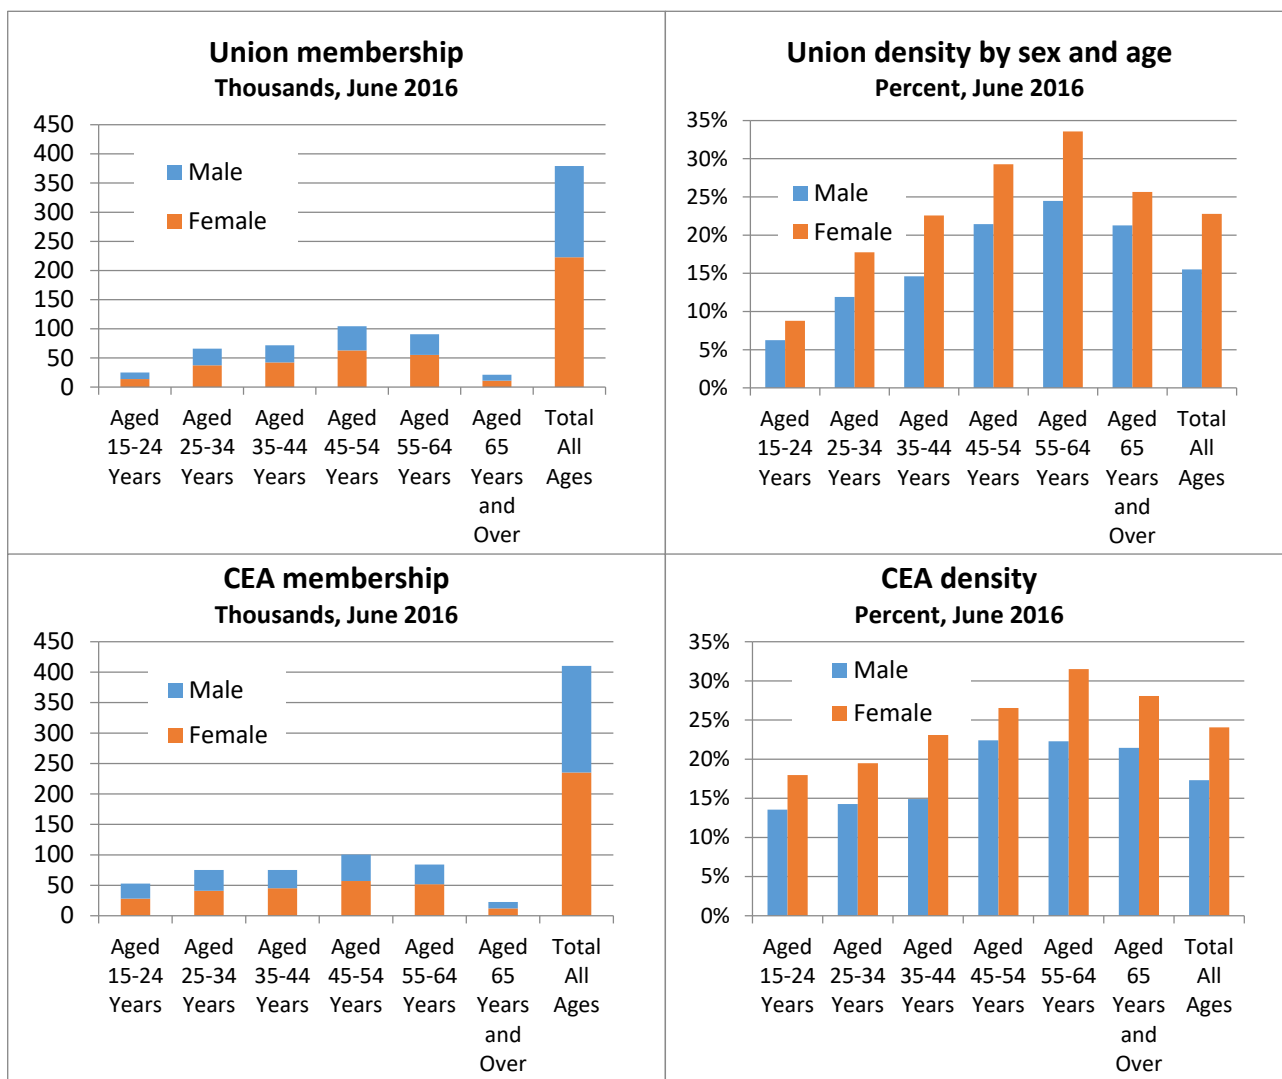 Union membership
Thousands, June 2016
450
400
350
300
250
200
150
100
50
0
Male
Female
Aged Aged Aged Aged Aged Aged Total
15-24 25-34 35-44 45-54 55-64 65 All
Years Years Years Years Years Years Ages
and
Over
Union density by sex and age
Percent, June 2016
35%
30%
25%
20%
15%
10%
5%
0%
Male
Female
Aged Aged Aged Aged Aged Aged Total
15-24 25-34 35-44 45-54 55-64 65 All
Years Years Years Years Years Years Ages
and
Over
CEA membership
Thousands, June 2016
450
400
350
300
250
200
150
100
50
0
Male
Female
Aged Aged Aged Aged Aged Aged Total
15-24 25-34 35-44 45-54 55-64 65 All
Years Years Years Years Years Years Ages
and
Over
CEA density
Percent, June 2016
35%
30%
25%
20%
15%
10%
5%
0%
Male
Female
Aged Aged Aged Aged Aged Aged Total
15-24 25-34 35-44 45-54 55-64 65 All
Years Years Years Years Years Years Ages
and
Over